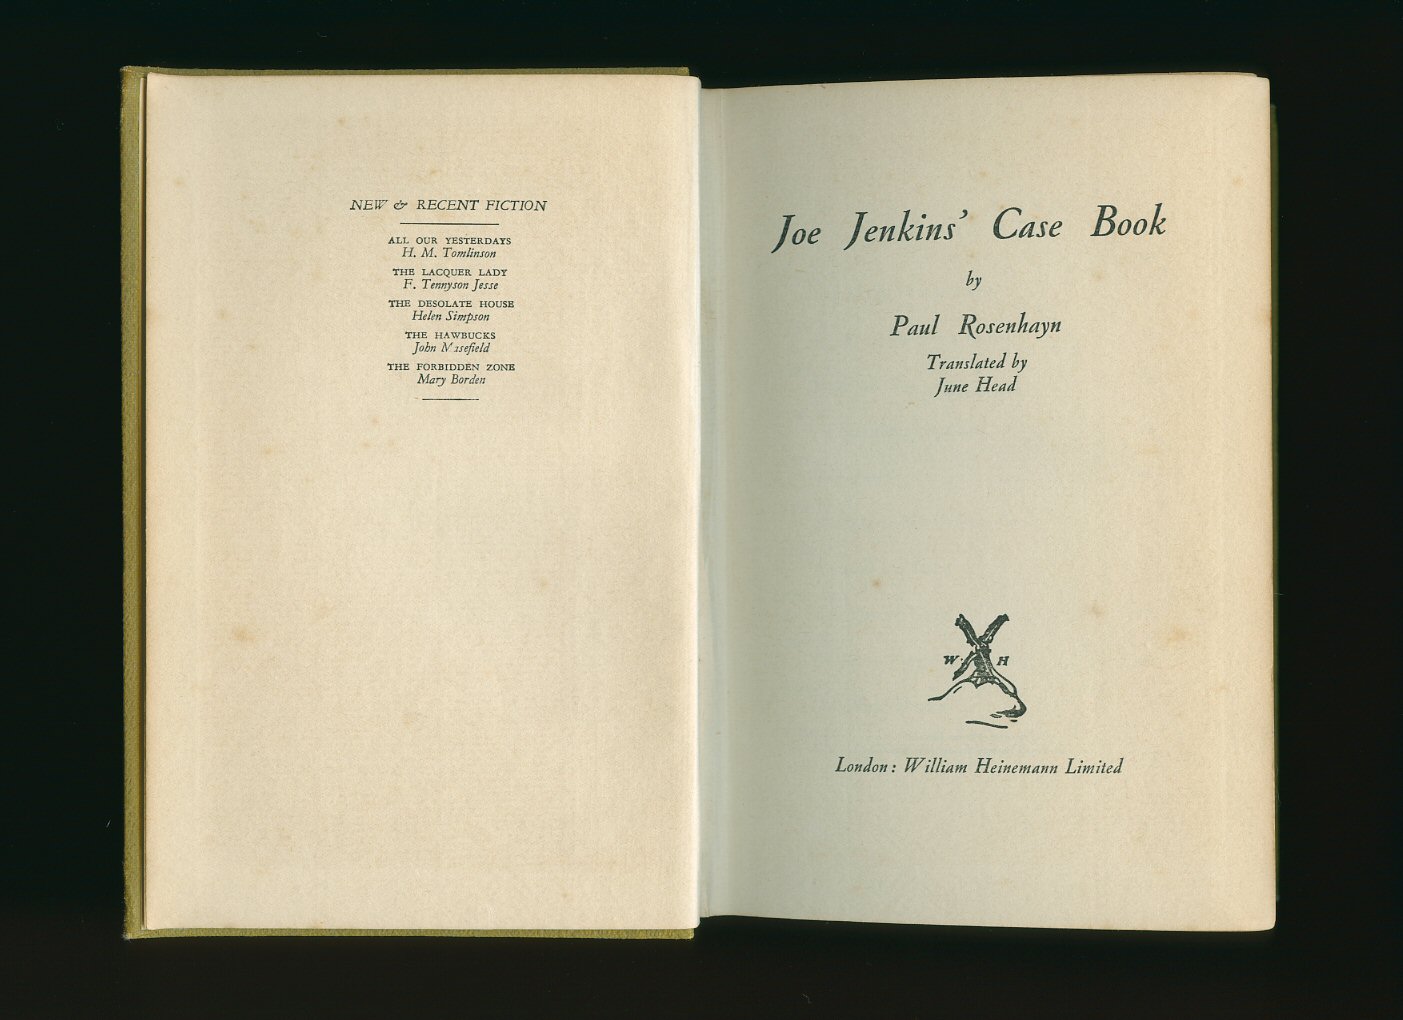 NEW & RECENT FICTION
ALL OUR YESTERDAYS
H. M. Tomlinson
THE LACQUER LADY
F. Tennyson Jesse
THE DESOLATE HOUSE
Helen Simpson
THE HAWBUCKS
John Masefield
THE FORBIDDEN ZONE
Mary Borden
Joe Jenkins' Case Book
by
Paul Rosenhayn
Translated by
June Head
W H
London: William Heinemann Limited